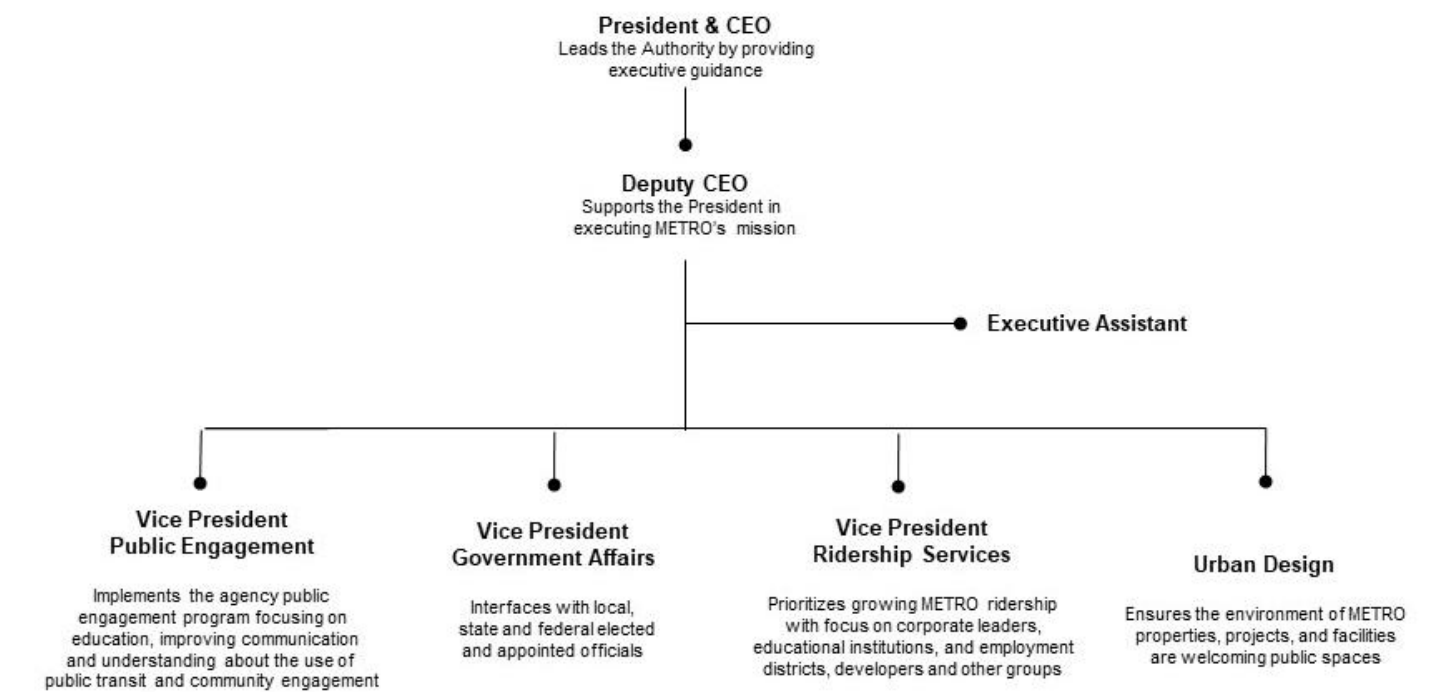 President & CEO
Leads the Authority by providing
executive guidance
Deputy CEO
Supports the President in
executing METRO's mission
Executive Assistant
Vice President
Public Engagement
Implements the agency public
engagement program focusing on
education, improving communication
and understanding about the use of
public transit and community engagement
Vice President
Government Affairs
Interfaces with local,
state and federal elected
and appointed officials
Vice President
Ridership Services
Prioritizes growing METRO ridership
with focus on corporate leaders,
educational institutions, and employment
districts, developers and other groups
Urban Design
Ensures the environment of METRO
properties, projects, and facilities
are welcoming public spaces